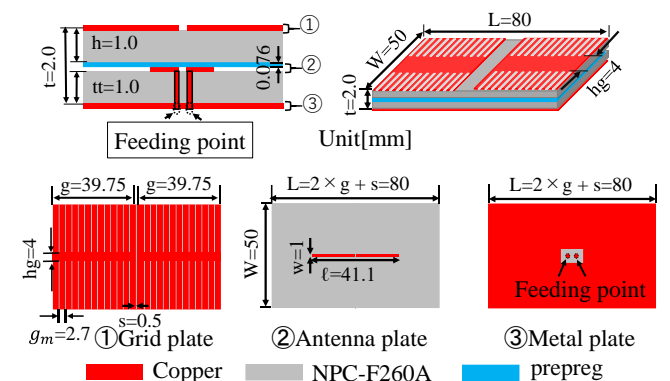 ①
h=1.0
t=2.0
0.076
②
tt=1.0
③
Feeding point
L=80
W=50
hg=4
t=2.0
Unit[mm]
g=39.75
g=39.75
hg=4
s=0.5
gₘ=2.7
①Grid plate
L=2×g + s=80
W=50
w=1
ℓ=41.1
②Antenna plate
L=2×g + s=80
Feeding point
③Metal plate
Copper
NPC-F260A
prepreg